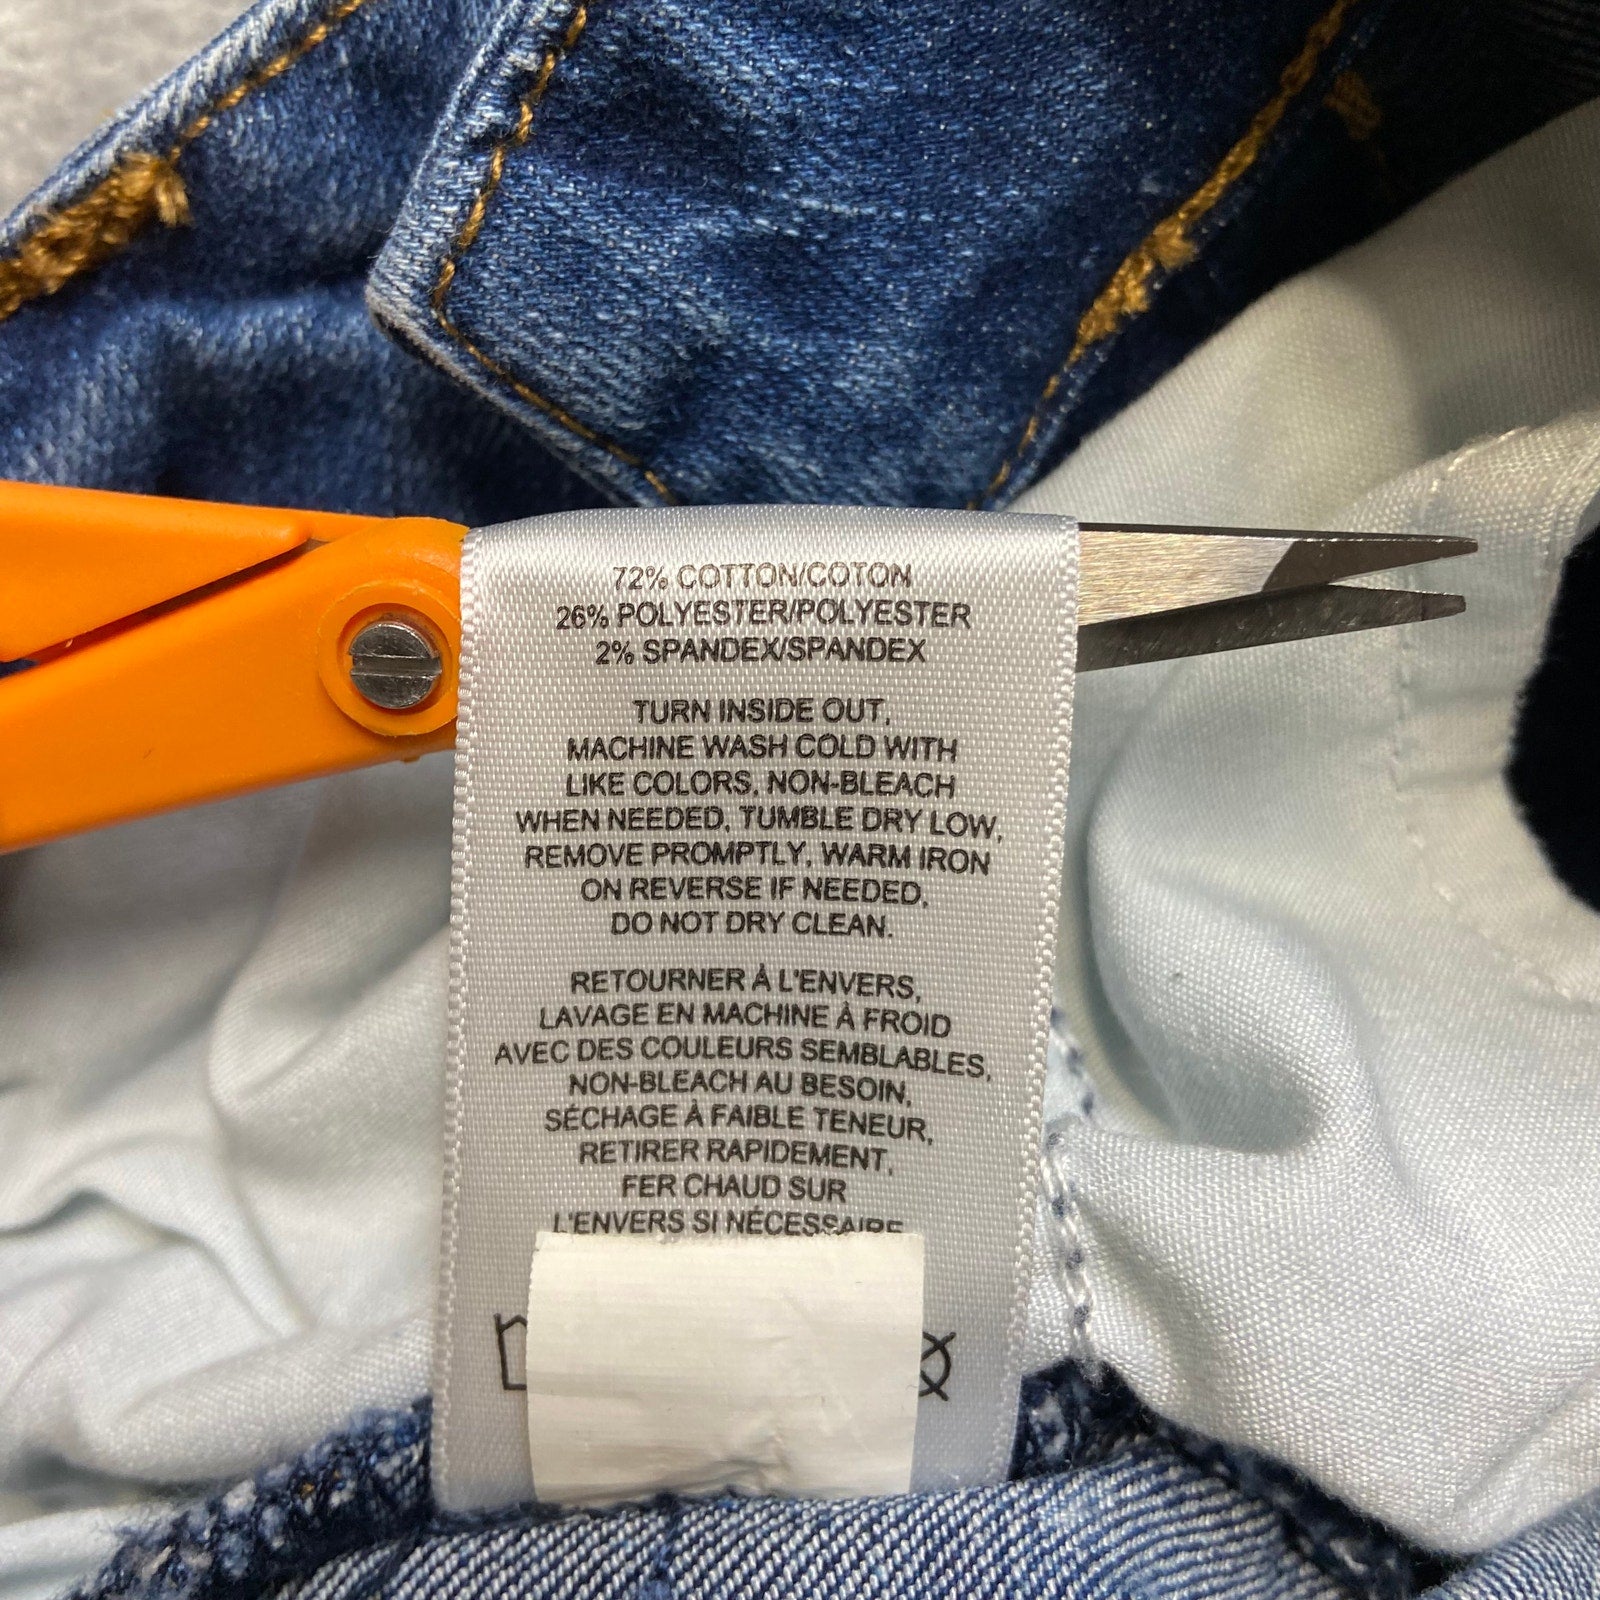 72% COTTON/COTON
26% POLYESTER/POLYESTER
2% SPANDEX/SPANDEX
TURN INSIDE OUT,
MACHINE WASH COLD WITH
LIKE COLORS, NON-BLEACH
WHEN NEEDED, TUMBLE DRY LOW,
REMOVE PROMPTLY, WARM IRON
ON REVERSE IF NEEDED,
DO NOT DRY CLEAN.
RETOURNER À L'ENVERS,
LAVAGE EN MACHINE À FROID
AVEC DES COULEURS SEMBLABLES,
NON-BLEACH AU BESOIN,
SÉCHAGE À FAIBLE TENEUR,
RETIRER RAPIDEMENT,
FER CHAUD SUR
L'ENVERS SI NÉCESSAIRE